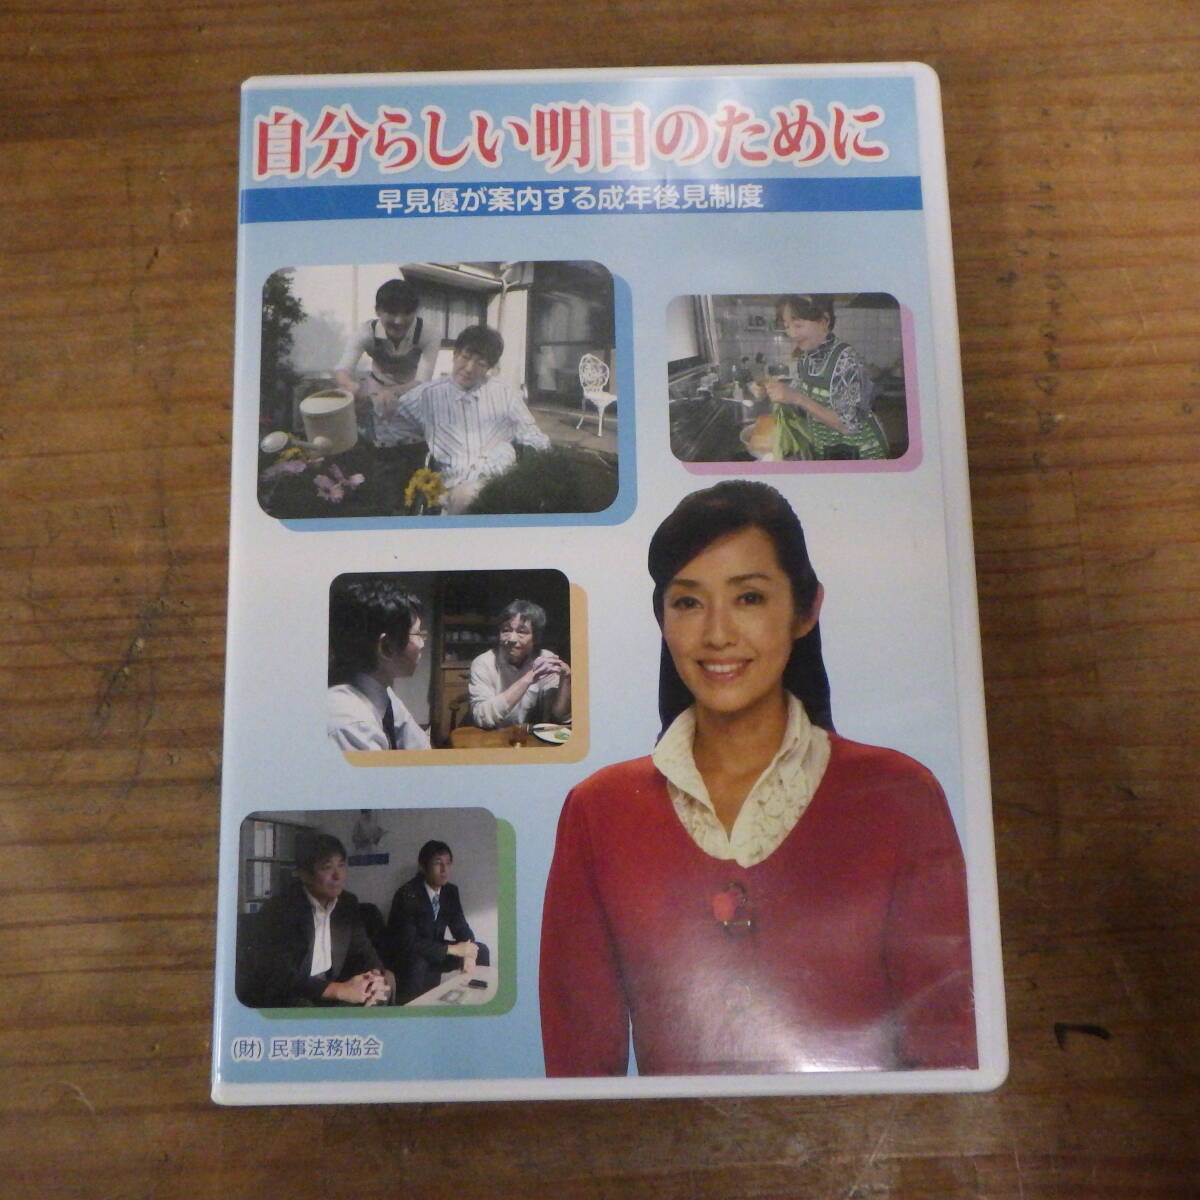 自分らしい明日のために
早見優が案内する成年後見制度
(財) 民事法務協会